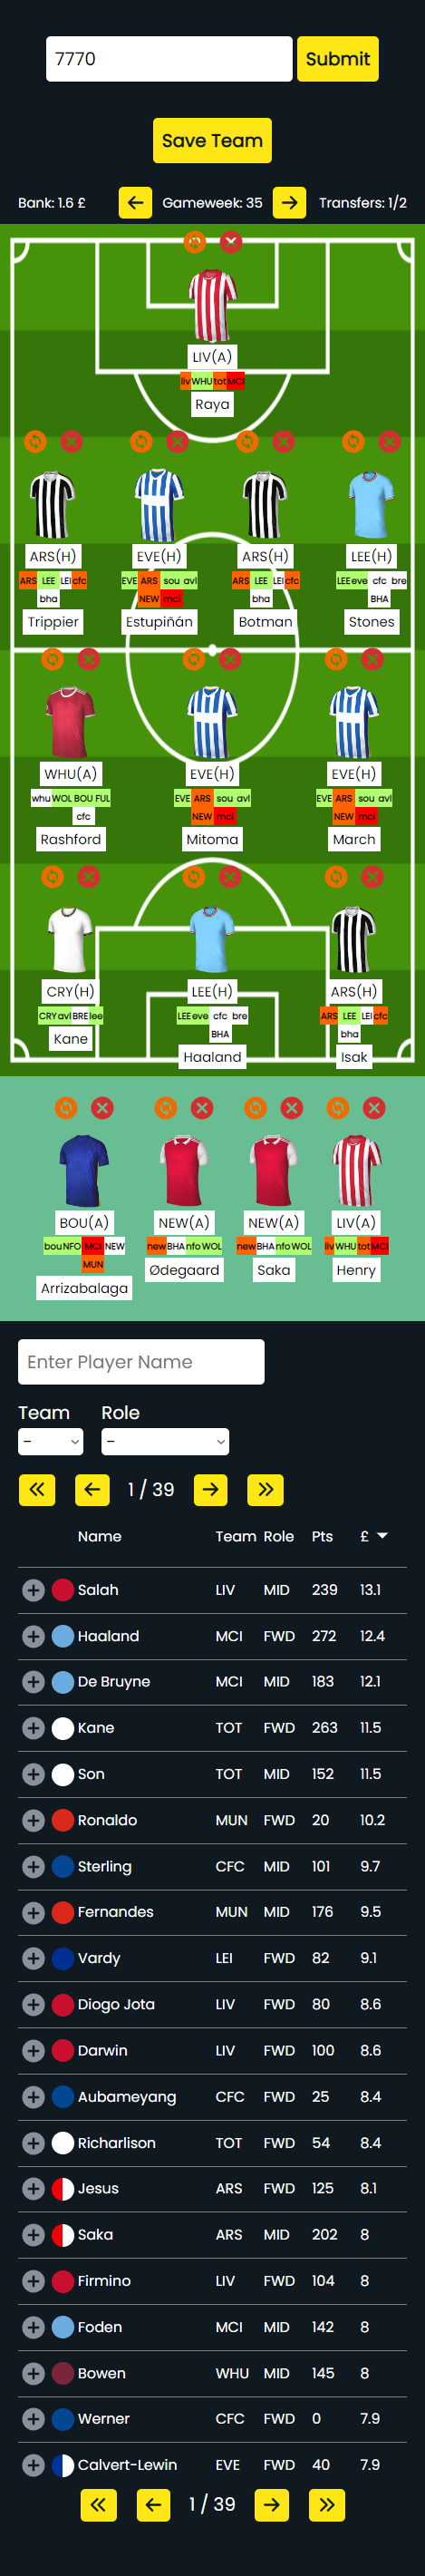 7770 Submit
Save Team
Bank: 1.6 £ Gameweek: 35 Transfers: 1/2
LIV(A)
liv WHU tot MCI
Raya
ARS(H) EVE(H) ARS(H) LEE(H)
ARS LEE LEI cfc EVE ARS sou avl ARS LEE LEI cfc LEE eve cfc bre
bha NEW mci bha BHA
Trippier Estupiñán Botman Stones
WHU(A) EVE(H) EVE(H)
whu WOL BOU FUL EVE ARS sou avl EVE ARS sou avl
cfc NEW mci NEW mci
Rashford Mitoma March
CRY(H) LEE(H) ARS(H)
CRY avl BRE lee LEE eve cfc bre ARS LEE LEI cfc
BHA bha
Kane Haaland Isak
BOU(A) NEW(A) NEW(A) LIV(A)
bou NFO MCI NEW new BHA nfo WOL new BHA nfo WOL liv WHU tot MCI
MUN
Arrizabalaga Ødegaard Saka Henry
Enter Player Name
Team Role
– –
1 / 39
Name Team Role Pts £
Salah LIV MID 239 13.1
Haaland MCI FWD 272 12.4
De Bruyne MCI MID 183 12.1
Kane TOT FWD 263 11.5
Son TOT MID 152 11.5
Ronaldo MUN FWD 20 10.2
Sterling CFC MID 101 9.7
Fernandes MUN MID 176 9.5
Vardy LEI FWD 82 9.1
Diogo Jota LIV FWD 80 8.6
Darwin LIV FWD 100 8.6
Aubameyang CFC FWD 25 8.4
Richarlison TOT FWD 54 8.4
Jesus ARS FWD 125 8.1
Saka ARS MID 202 8
Firmino LIV FWD 104 8
Foden MCI MID 142 8
Bowen WHU MID 145 8
Werner CFC FWD 0 7.9
Calvert-Lewin EVE FWD 40 7.9
1 / 39